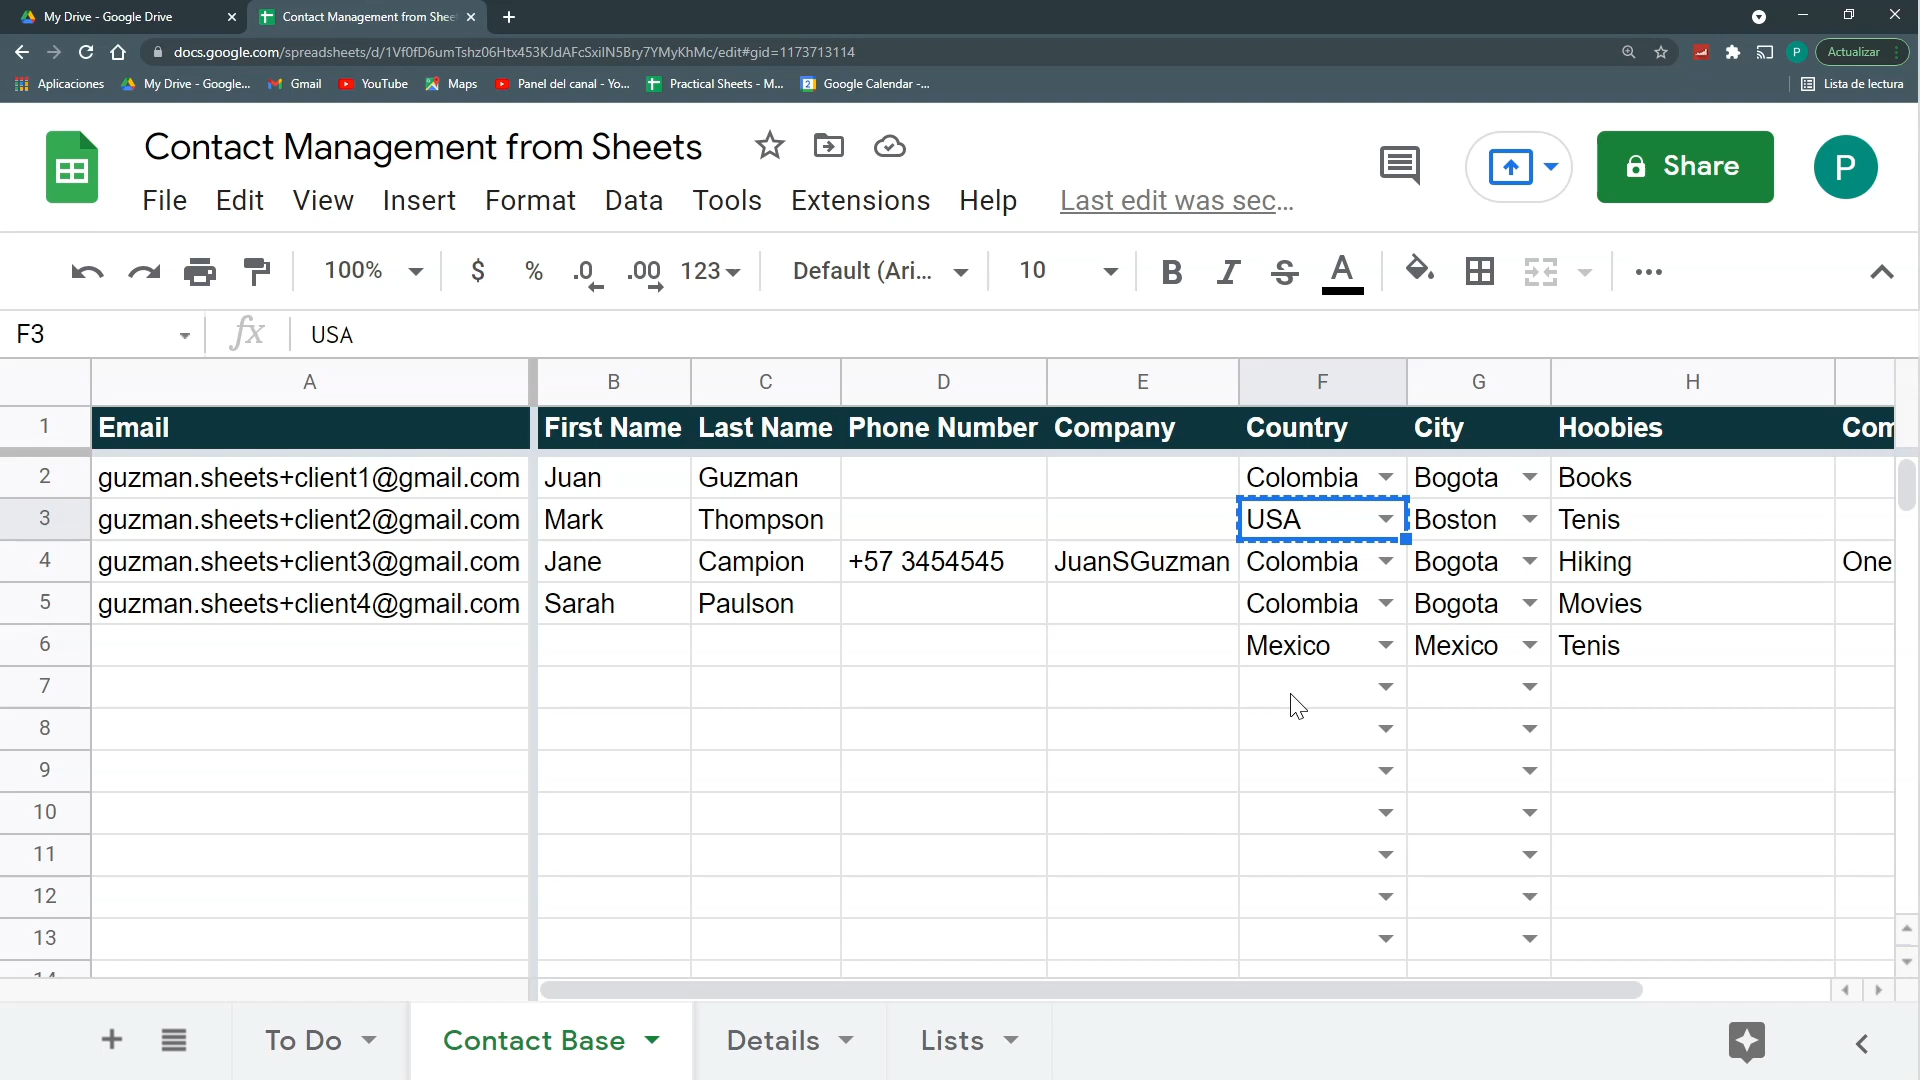 My Drive - Google Drive
Contact Management from Shee
docs.google.com/spreadsheets/d/1Vf0fD6umTshz06Htx453KJdAFcSxiIN5Bry7YMyKhMc/edit#gid=1173713114
P
Actualizar
Aplicaciones
My Drive - Google...
Gmail
YouTube
Maps
Panel del canal - Yo...
Practical Sheets - M...
Google Calendar -...
Lista de lectura
Contact Management from Sheets
Share
P
File Edit View Insert Format Data Tools Extensions Help Last edit was sec...
100% $ % .0 .00 123 Default (Ari... 10 B I S A
F3 fx USA
A B C D E F G H
1 Email First Name Last Name Phone Number Company Country City Hoobies Com
2 guzman.sheets+client1@gmail.com Juan Guzman Colombia Bogota Books
3 guzman.sheets+client2@gmail.com Mark Thompson USA Boston Tenis
4 guzman.sheets+client3@gmail.com Jane Campion +57 3454545 JuanSGuzman Colombia Bogota Hiking One
5 guzman.sheets+client4@gmail.com Sarah Paulson Colombia Bogota Movies
6 Mexico Mexico Tenis
7
8
9
10
11
12
13
14
To Do Contact Base Details Lists